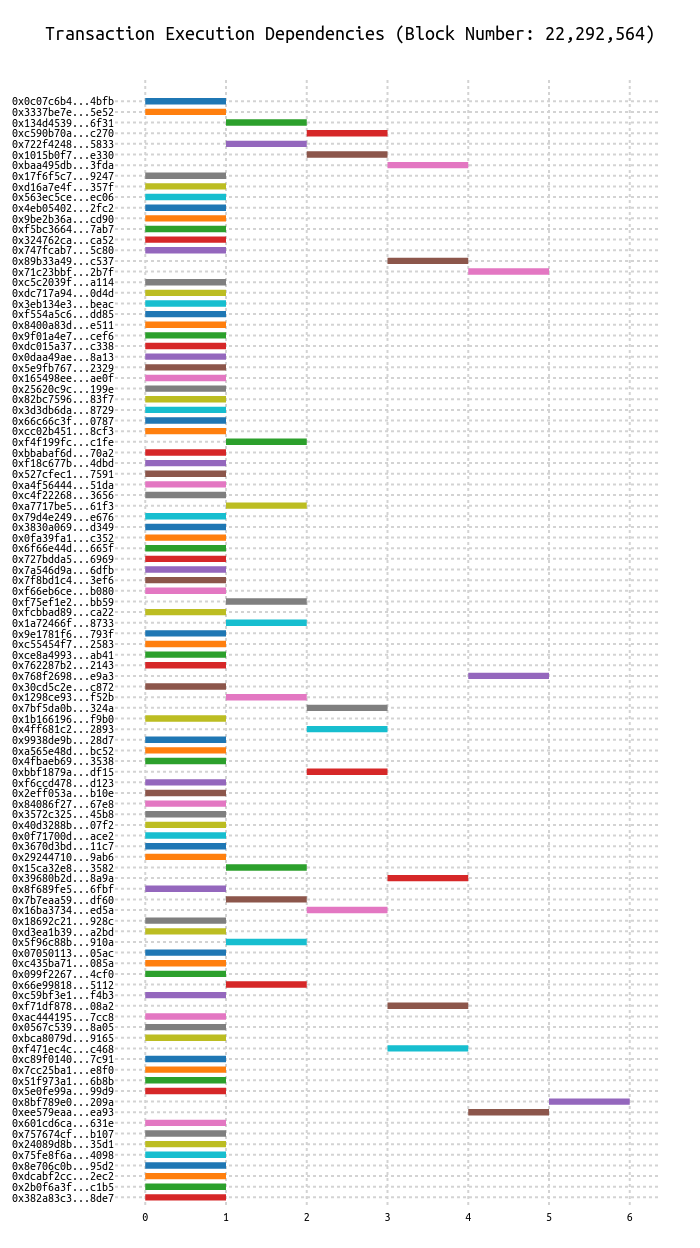 Transaction Execution Dependencies (Block Number: 22,292,564)
0x0c07c6b4...4bfb
0x3337be7e...5e52
0x134d4539...6f31
0xc590b70a...c270
0x722f4248...5833
0x1015b0f7...e330
0xbaa495db...3fda
0x17f6f5c7...9247
0xd16a7e4f...357f
0x563ec5ce...ec06
0x4eb05402...2fc2
0x9be2b36a...cd90
0xf5bc3664...7ab7
0x324762ca...ca52
0x747fcab7...5c80
0x89b33a49...c537
0x71c23bbf...2b7f
0xc5c2039f...a114
0xdc717a94...0d4d
0x3eb134e3...beac
0xf554a5c6...dd85
0x8400a83d...e511
0x9f01a4e7...cef6
0xdc015a37...c338
0x0daa49ae...8a13
0x5e9fb767...2329
0x165498ee...ae0f
0x25620c9c...199e
0x82bc7596...83f7
0x3d3db6da...8729
0x66c66c3f...0787
0xcc02b451...8cf3
0xf4f199fc...c1fe
0xbbabaf6d...70a2
0xf18c677b...4dbd
0x527cfec1...7591
0xa4f56444...51da
0xc4f22268...3656
0xa7717be5...61f3
0x79d4e249...e676
0x3830a069...d349
0x0fa39fa1...c352
0x6f66e44d...665f
0x727bdda5...6969
0x7a546d9a...6dfb
0x7f8bd1c4...3ef6
0xf66eb6ce...b080
0xf75ef1e2...bb59
0xfcbbad89...ca22
0x1a72466f...8733
0x9e1781f6...793f
0xc55454f7...2583
0xce8a4993...ab41
0x762287b2...2143
0x768f2698...e9a3
0x30cd5c2e...c872
0x1298ce93...f52b
0x7bf5da0b...324a
0x1b166196...f9b0
0x4ff681c2...2893
0x9938de9b...28d7
0xa565e48d...bc52
0x4fbaeb69...3538
0xbbf1879a...df15
0xf6ccd478...d123
0x2eff053a...b10e
0x84086f27...67e8
0x3572c325...45b8
0x40d3288b...07f2
0x0f71700d...ace2
0x3670d3bd...11c7
0x29244710...9ab6
0x15ca32e8...3582
0x39680b2d...8a9a
0x8f689fe5...6fbf
0x7b7eaa59...df60
0x16ba3734...ed5a
0x18692c21...928c
0xd3ea1b39...a2bd
0x5f96c88b...910a
0x07050113...05ac
0xc435ba71...085a
0x099f2267...4cf0
0x66e99818...5112
0xc59bf3e1...f4b3
0xf71df878...08a2
0xac444195...7cc8
0x0567c539...8a05
0xbca8079d...9165
0xf471ec4c...c468
0xc89f0140...7c91
0x7cc25ba1...e8f0
0x51f973a1...6b8b
0x5e0fe99a...99d9
0x8bf789e0...209a
0xee579eaa...ea93
0x601cd6ca...631e
0x757674cf...b107
0x24089d8b...35d1
0x75fe8f6a...4098
0x8e706c0b...95d2
0xdcabf2cc...2ec2
0x2b0f6a3f...c1b5
0x382a83c3...8de7
0 1 2 3 4 5 6